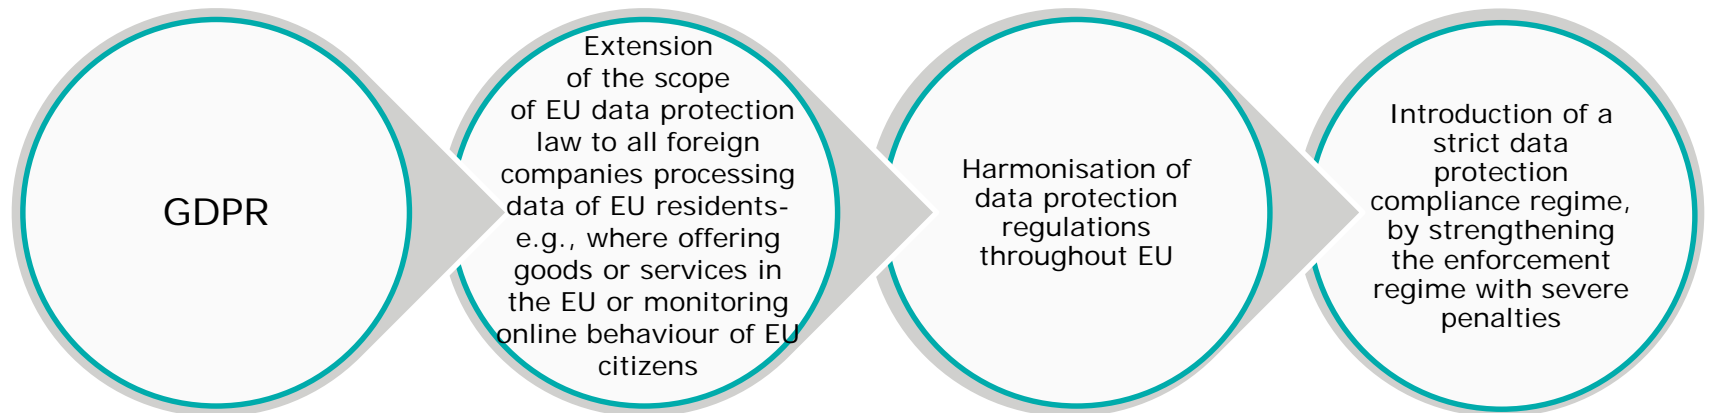 GDPR
Extension
of the scope
of EU data protection
law to all foreign
companies processing
data of EU residents-
e.g., where offering
goods or services in
the EU or monitoring
online behaviour of EU
citizens
Harmonisation of
data protection
regulations
throughout EU
Introduction of a
strict data
protection
compliance regime,
by strengthening
the enforcement
regime with severe
penalties